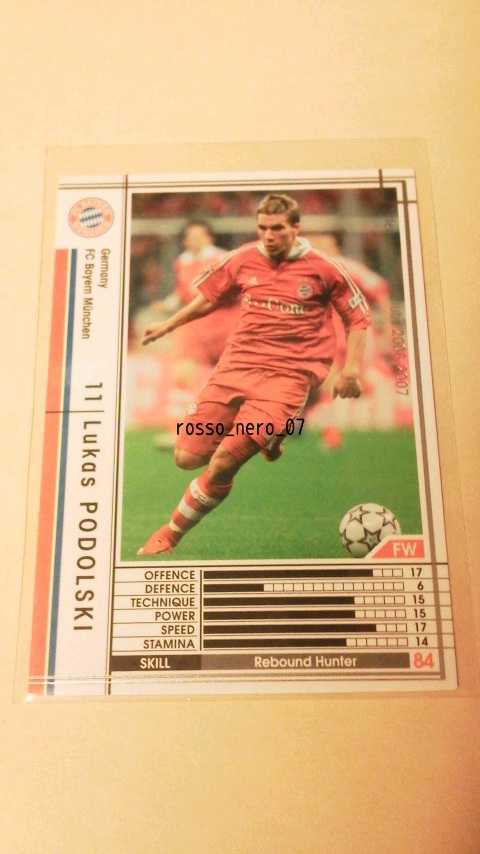 Germany
FC Bayern München
11 Lukas PODOLSKI
2006-2007
T··Com··
rosso_nero_07
FW
OFFENCE 17
DEFENCE 6
TECHNIQUE 15
POWER 15
SPEED 17
STAMINA 14
SKILL Rebound Hunter 84